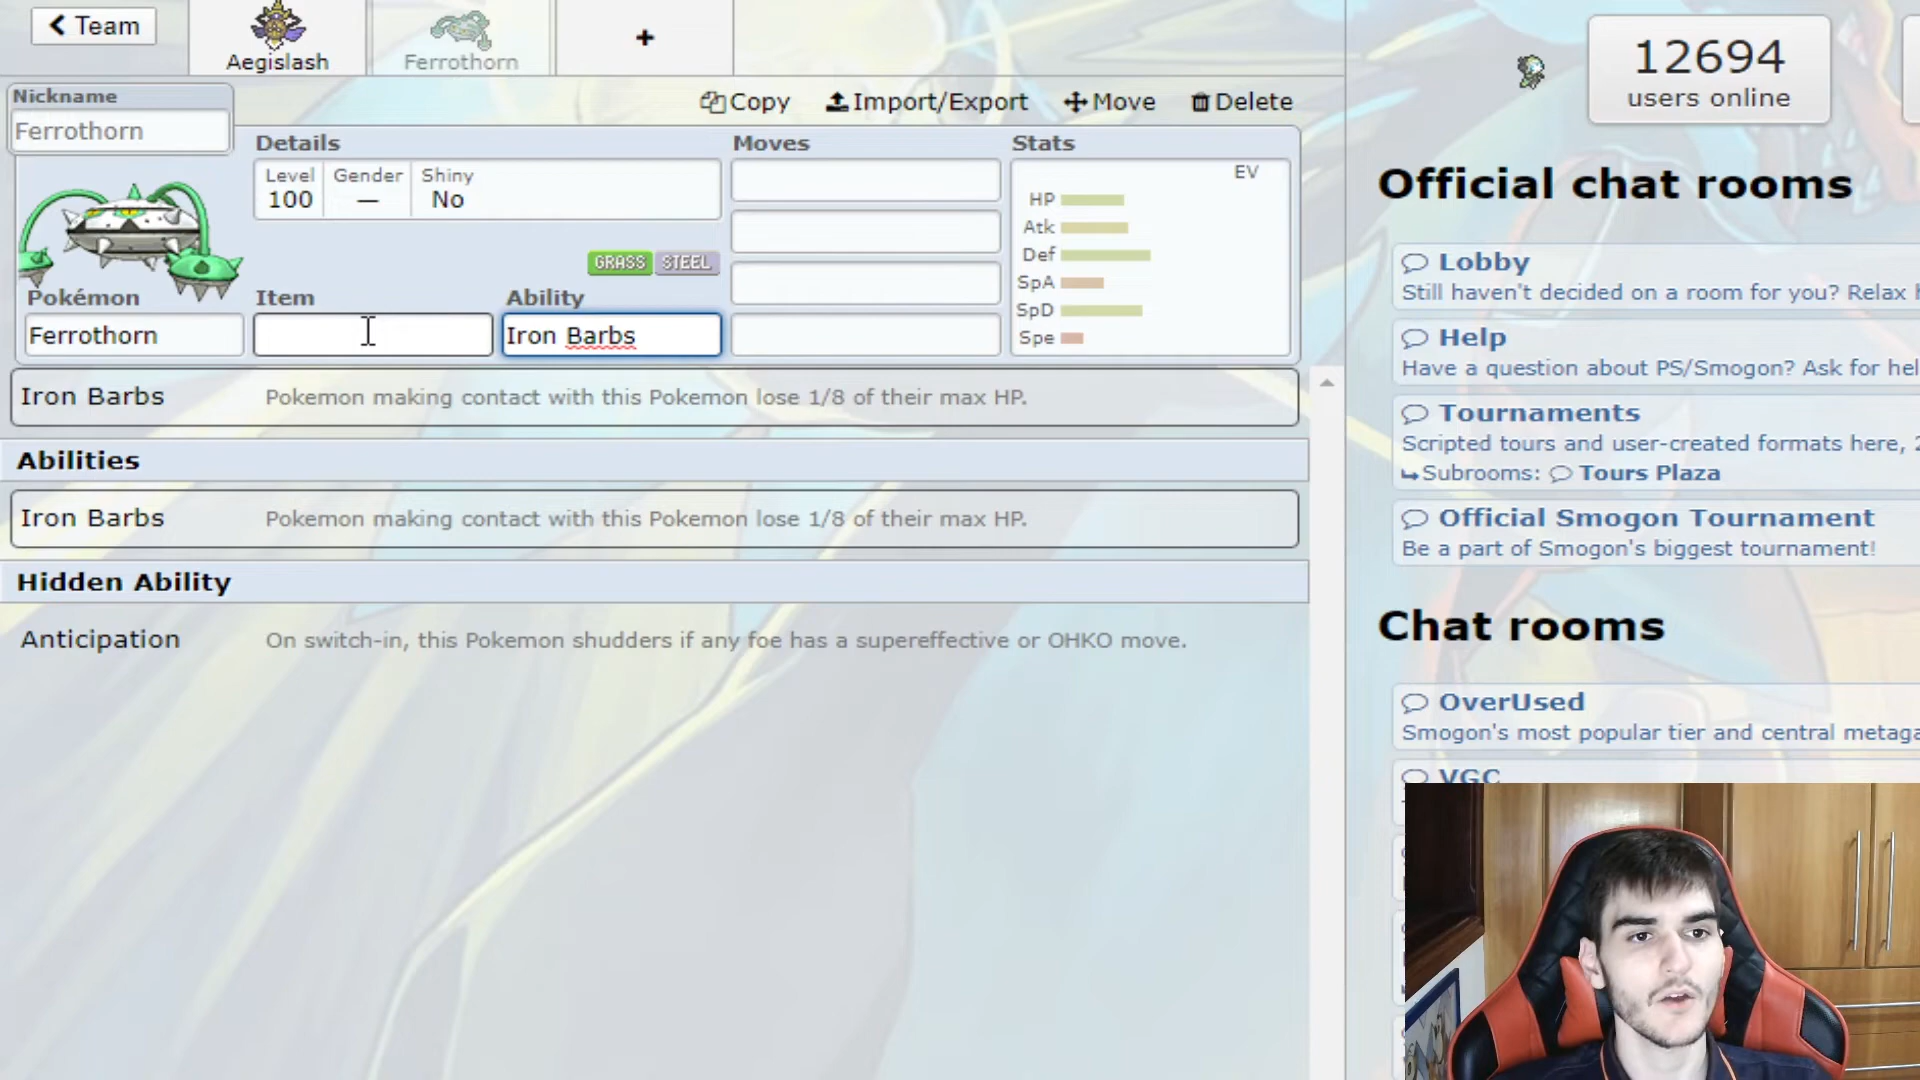 Team
Aegislash
Ferrothorn
+
12694
users online
Nickname
Ferrothorn
Copy
Import/Export
Move
Delete
Details
Moves
Stats
Level
Gender
Shiny
100
—
No
EV
HP
Atk
Def
SpA
SpD
Spe
GRASS STEEL
Pokémon
Item
Ability
Ferrothorn
Iron Barbs
Iron Barbs
Pokemon making contact with this Pokemon lose 1/8 of their max HP.
Abilities
Iron Barbs
Pokemon making contact with this Pokemon lose 1/8 of their max HP.
Hidden Ability
Anticipation
On switch-in, this Pokemon shudders if any foe has a supereffective or OHKO move.
Official chat rooms
Lobby
Still haven't decided on a room for you? Relax
Help
Have a question about PS/Smogon? Ask for
Tournaments
Scripted tours and user-created formats here,
Subrooms: Tours Plaza
Official Smogon Tournament
Be a part of Smogon's biggest tournament!
Chat rooms
OverUsed
Smogon's most popular tier and central
VGC